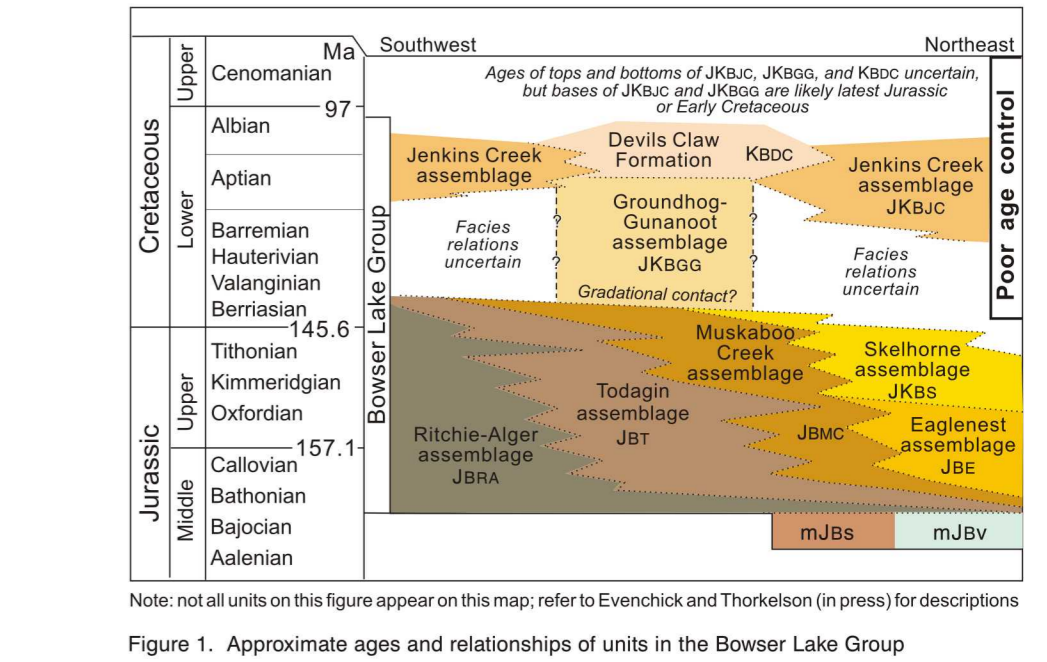 Ma
Southwest
Northeast
Cretaceous
Upper
Cenomanian
97
Lower
Albian
Aptian
Barremian
Hauterivian
Valanginian
Berriasian
145.6
Jurassic
Upper
Tithonian
Kimmeridgian
Oxfordian
157.1
Middle
Callovian
Bathonian
Bajocian
Aalenian
Bowser Lake Group
Ages of tops and bottoms of JKBJC, JKBGG, and KBDC uncertain,
but bases of JKBJC and JKBGG are likely latest Jurassic
or Early Cretaceous
Poor age control
Jenkins Creek
assemblage
Devils Claw
Formation
KBDC
Jenkins Creek
assemblage
JKBJC
Facies
relations
uncertain
?
?
Groundhog-
Gunanoot
assemblage
JKBGG
Gradational contact?
?
?
Facies
relations
uncertain
Muskaboo
Creek
assemblage
JBMC
Skelhorne
assemblage
JKBS
Todagin
assemblage
JBT
Ritchie-Alger
assemblage
JBRA
Eaglenest
assemblage
JBE
mJBs
mJBv
Note: not all units on this figure appear on this map; refer to Evenchick and Thorkelson (in press) for descriptions
Figure 1. Approximate ages and relationships of units in the Bowser Lake Group